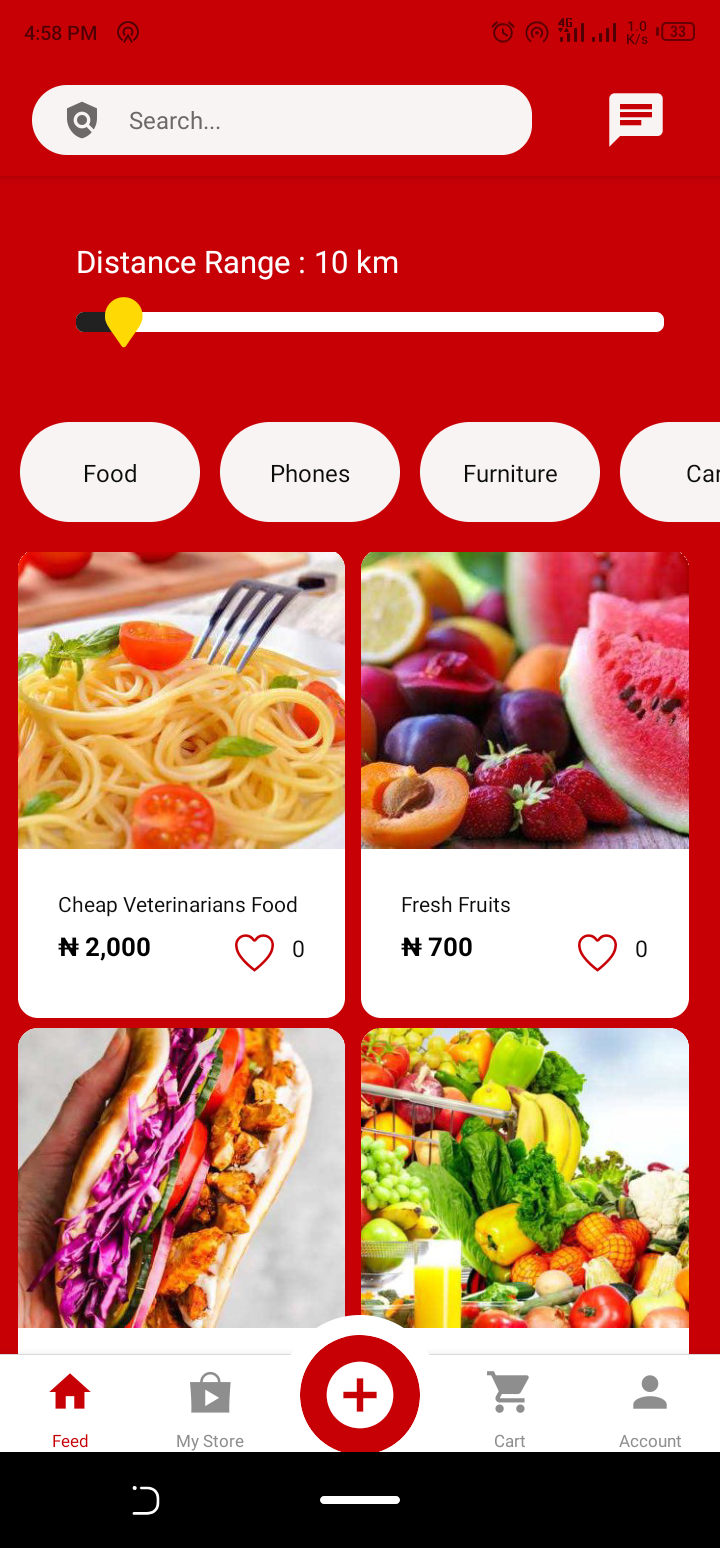 4:58 PM
4G
1.0
K/s
33
Search...
Distance Range : 10 km
Food
Phones
Furniture
Car
Cheap Veterinarians Food
₦ 2,000
0
Fresh Fruits
₦ 700
0
Feed
My Store
Cart
Account